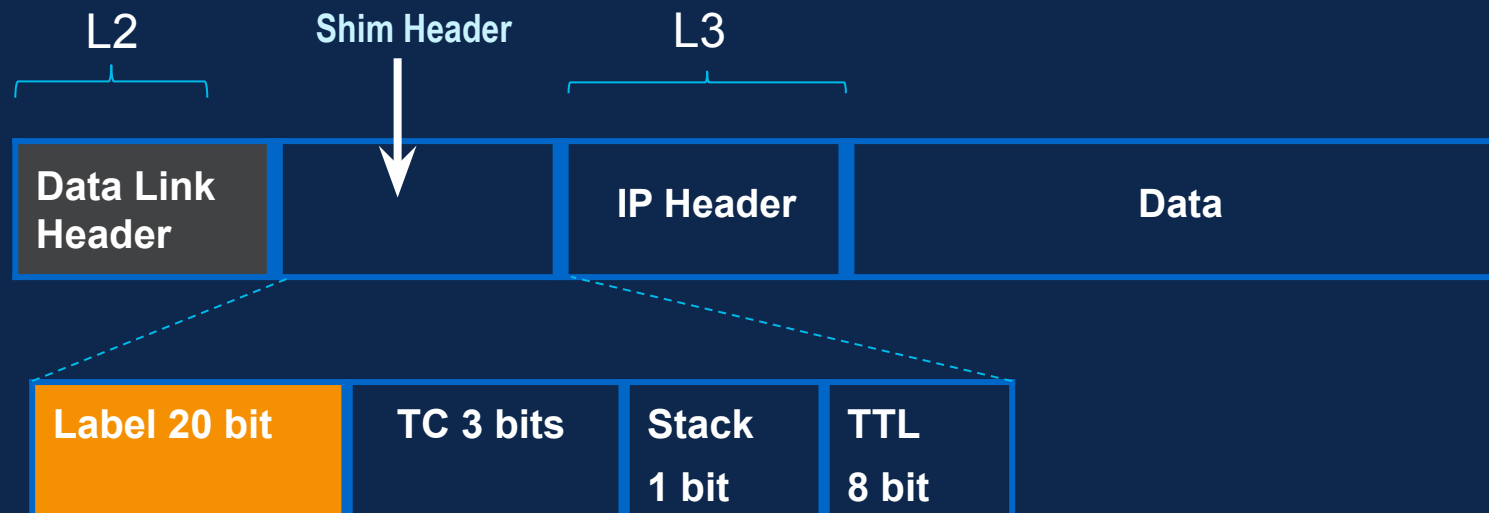 L2
Shim Header
L3
Data Link
Header
IP Header
Data
Label 20 bit
TC 3 bits
Stack
1 bit
TTL
8 bit